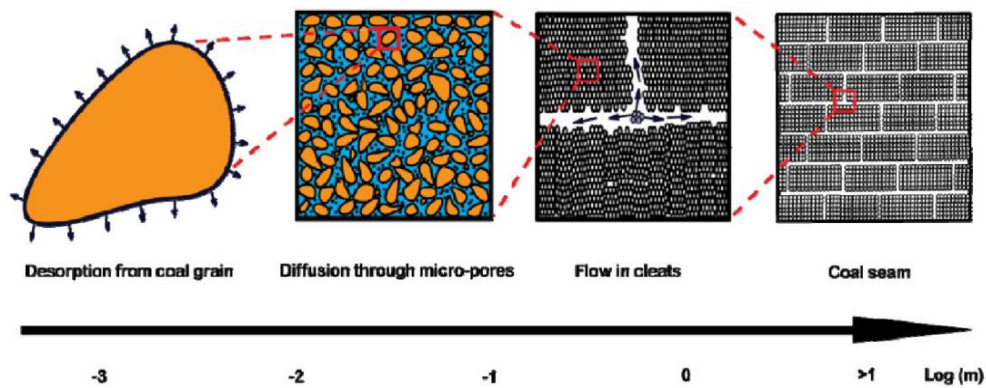 Desorption from coal grain Diffusion through micro-pores Flow in cleats Coal seam
-3 -2 -1 0 >1 Log (m)